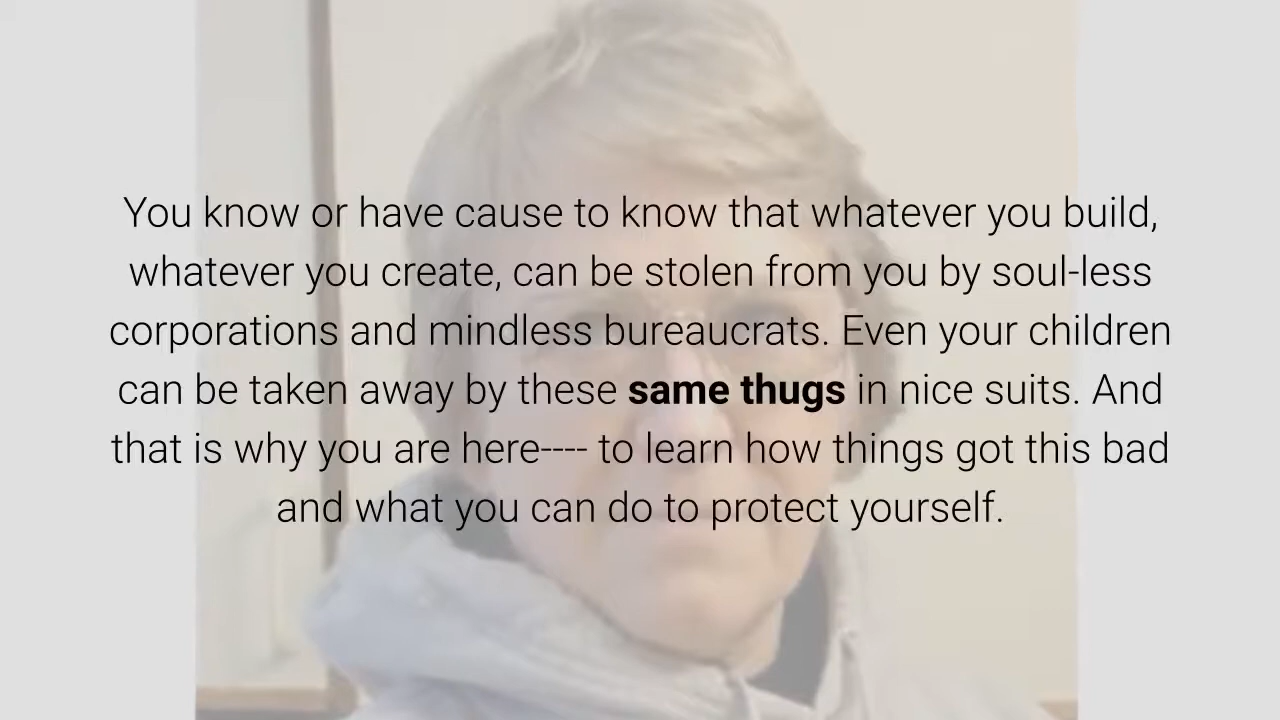 You know or have cause to know that whatever you build,
whatever you create, can be stolen from you by soul-less
corporations and mindless bureaucrats. Even your children
can be taken away by these same thugs in nice suits. And
that is why you are here---- to learn how things got this bad
and what you can do to protect yourself.